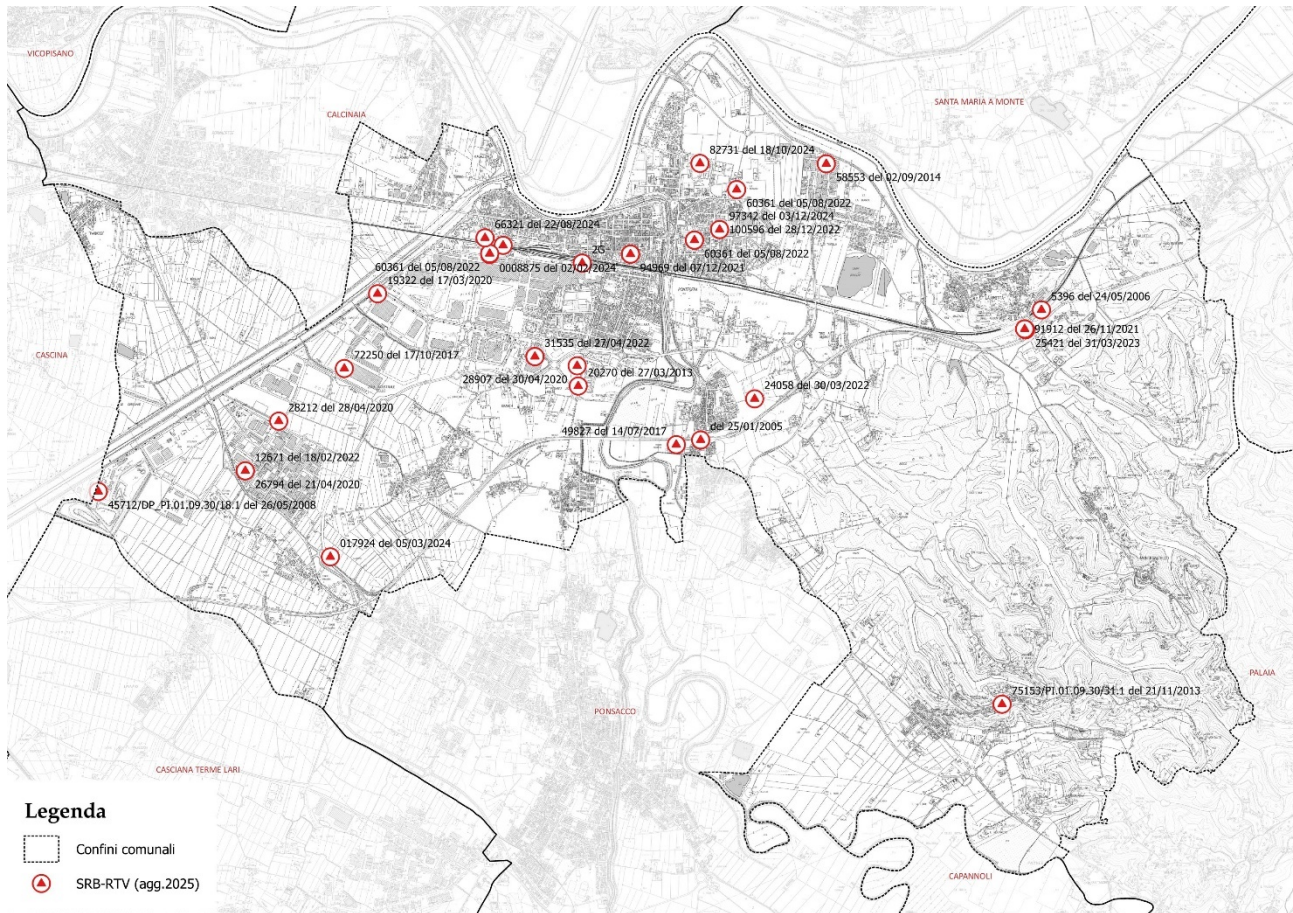 VICOPISANO
CALCINAIA
SANTA MARIA A MONTE
82731 del 18/10/2024
58553 del 02/09/2014
60361 del 05/08/2022
97342 del 03/12/2024
100596 del 28/12/2022
66321 del 22/08/2024
2G
60361 del 05/08/2022
0008875 del 02/02/2024
94969 del 07/12/2021
60361 del 05/08/2022
19322 del 17/03/2020
5396 del 24/05/2006
91912 del 26/11/2021
25421 del 31/03/2023
CASCINA
31535 del 27/04/2022
72250 del 17/10/2017
20270 del 27/03/2013
28907 del 30/04/2020
24058 del 30/03/2022
28212 del 28/04/2020
49827 del 14/07/2017
del 25/01/2005
12671 del 18/02/2022
26794 del 21/04/2020
45712/DP_PI.01.09.30/18.1 del 26/05/2008
017924 del 05/03/2024
PALAIA
75153/PI.01.09.30/31.1 del 21/11/2013
PONSACCO
CASCIANA TERME LARI
CAPANNOLI
Legenda
Confini comunali
SRB-RTV (agg.2025)